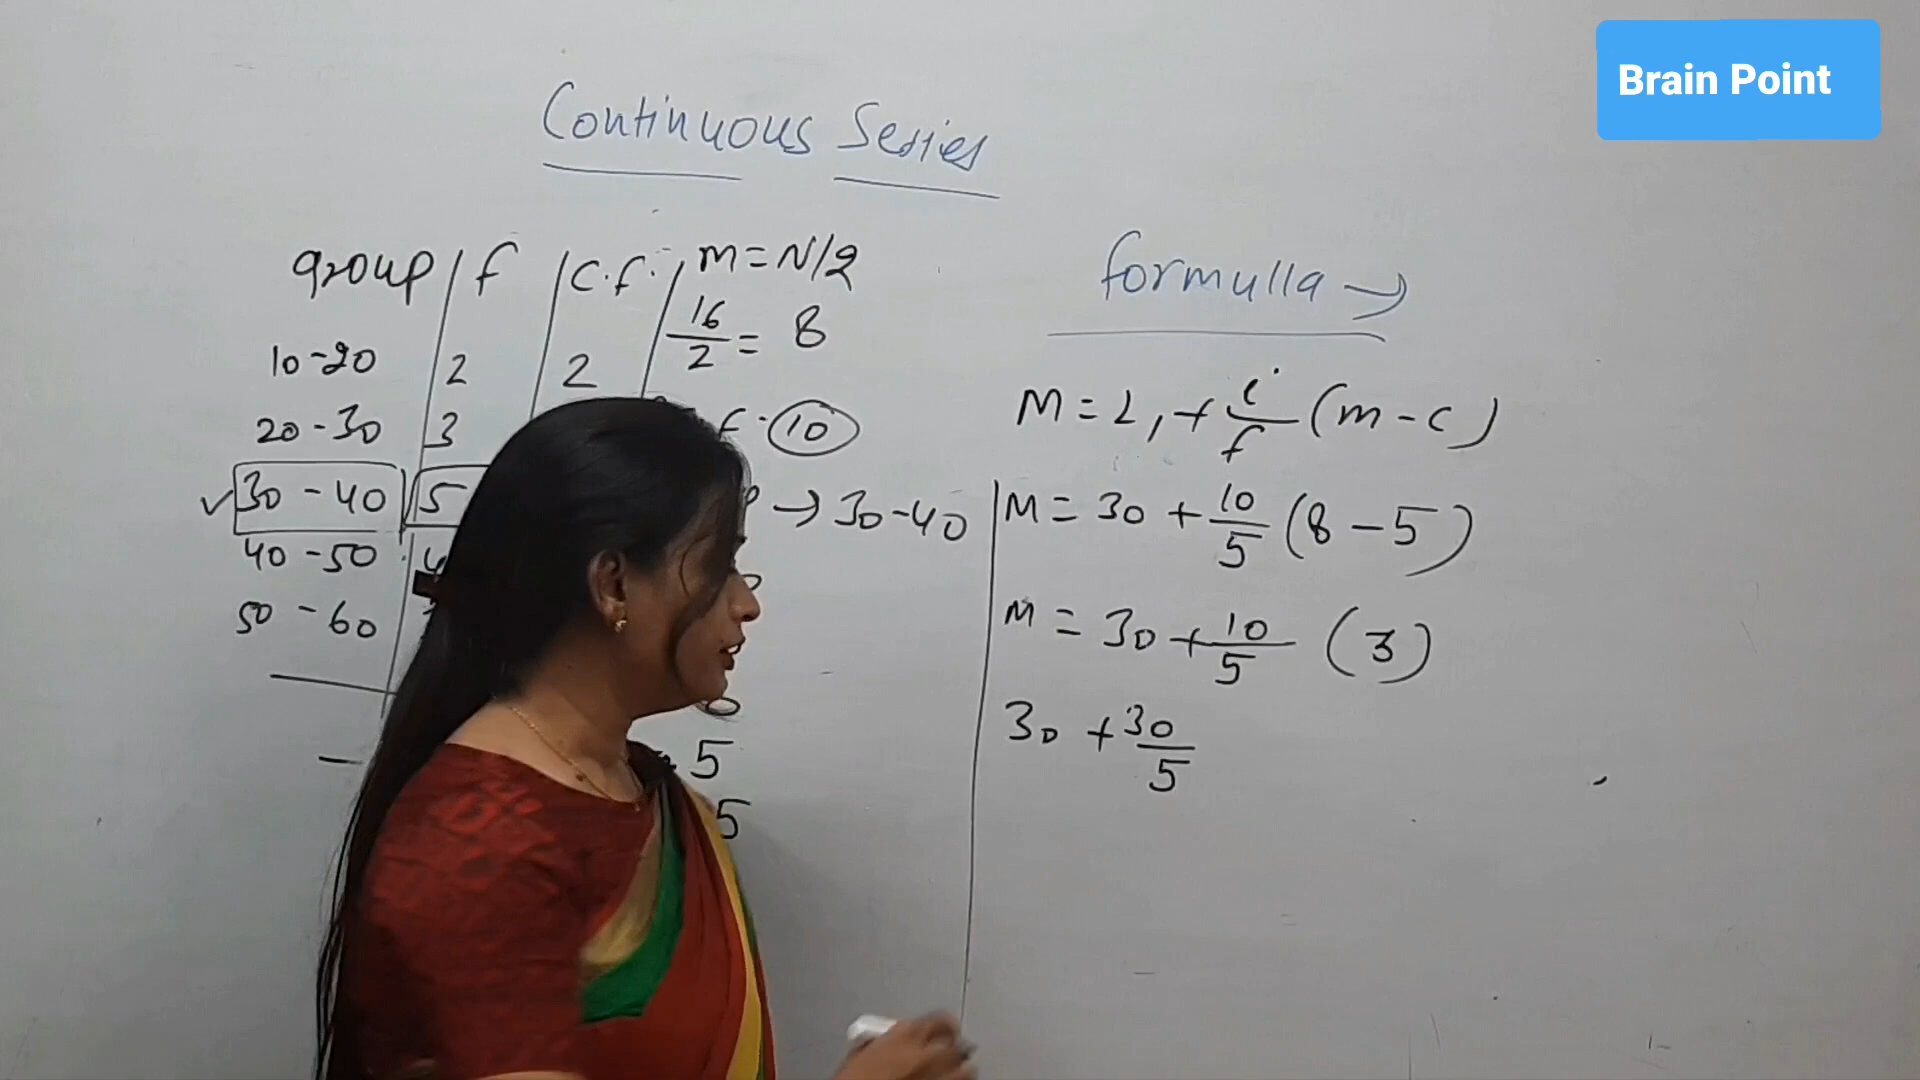 Brain Point
Continuous Series
group f c.f. m = N/2
16/2 = 8
10-20 2 2
20-30 3 10
30-40 5 → 30-40
40-50
50-60
5
5
formulla →
M = L1 + i/f (m-c)
M = 30 + 10/5 (8-5)
M = 30 + 10/5 (3)
30 + 30/5